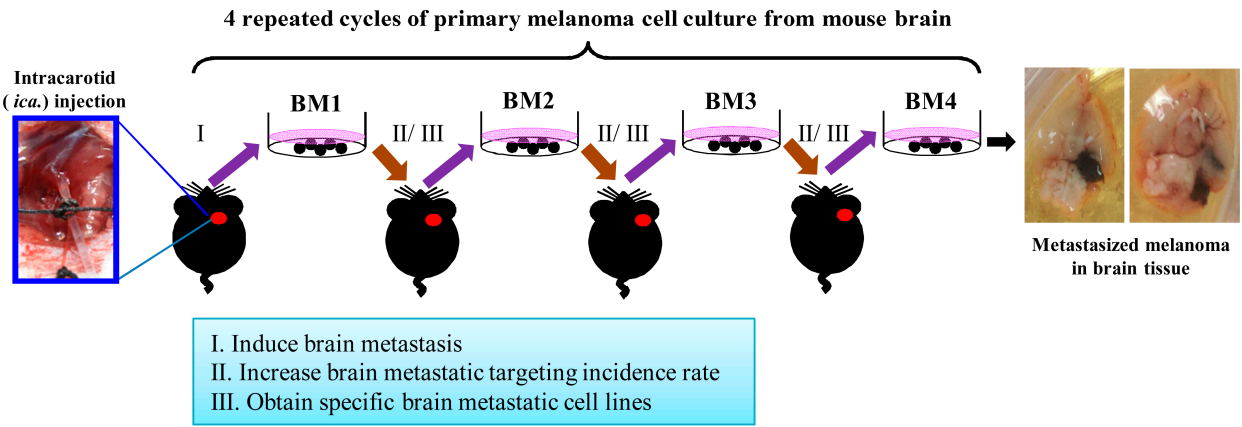 4 repeated cycles of primary melanoma cell culture from mouse brain
Intracarotid
( ica.) injection
I
BM1
II/ III
BM2
II/ III
BM3
II/ III
BM4
Metastasized melanoma
in brain tissue
I. Induce brain metastasis
II. Increase brain metastatic targeting incidence rate
III. Obtain specific brain metastatic cell lines